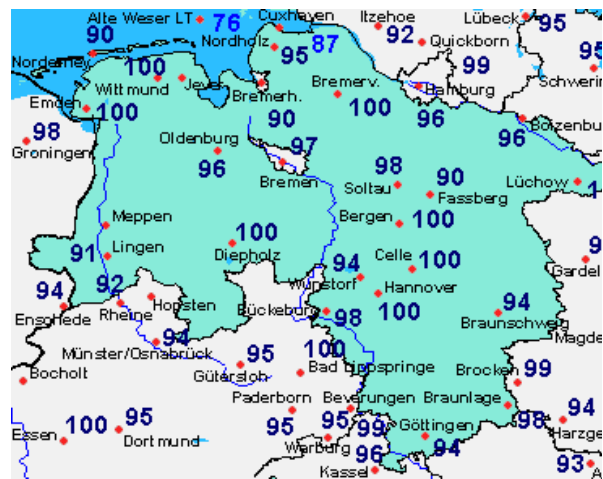 Alte Weser LT 76
Cuxhaven
Itzehoe
Lübeck 95
90
Nordholz
95 87
92
Quickborn
Norderney
100
99
95
Schwerin
Wittmund
Jever
Bremerh.
Bremerv.
Hamburg
Emden 100
90
100
96
96
Boizenbu
98
Groningen
Oldenburg
97
96
Bremen
98
90
Soltau
Fassberg
Lüchow
Meppen
100
Bergen
100
91
Lingen
Diepholz
94
Celle 100
9
Gardel
94
92
Wunstorf
Hannover
Enschede
Rheine
Hopsten
Bückeburg 98
100
94
Braunschweig
94
Münster/Osnabrück
Magde
95
100
Bocholt
Gütersloh
Bad Lippspringe
Brocken 99
Paderborn
Beverungen
Braunlage
100
95
94
Essen
Dortmund
95
95
99
Göttingen
98
Harzge
Warburg
96
94
93
Kassel
A